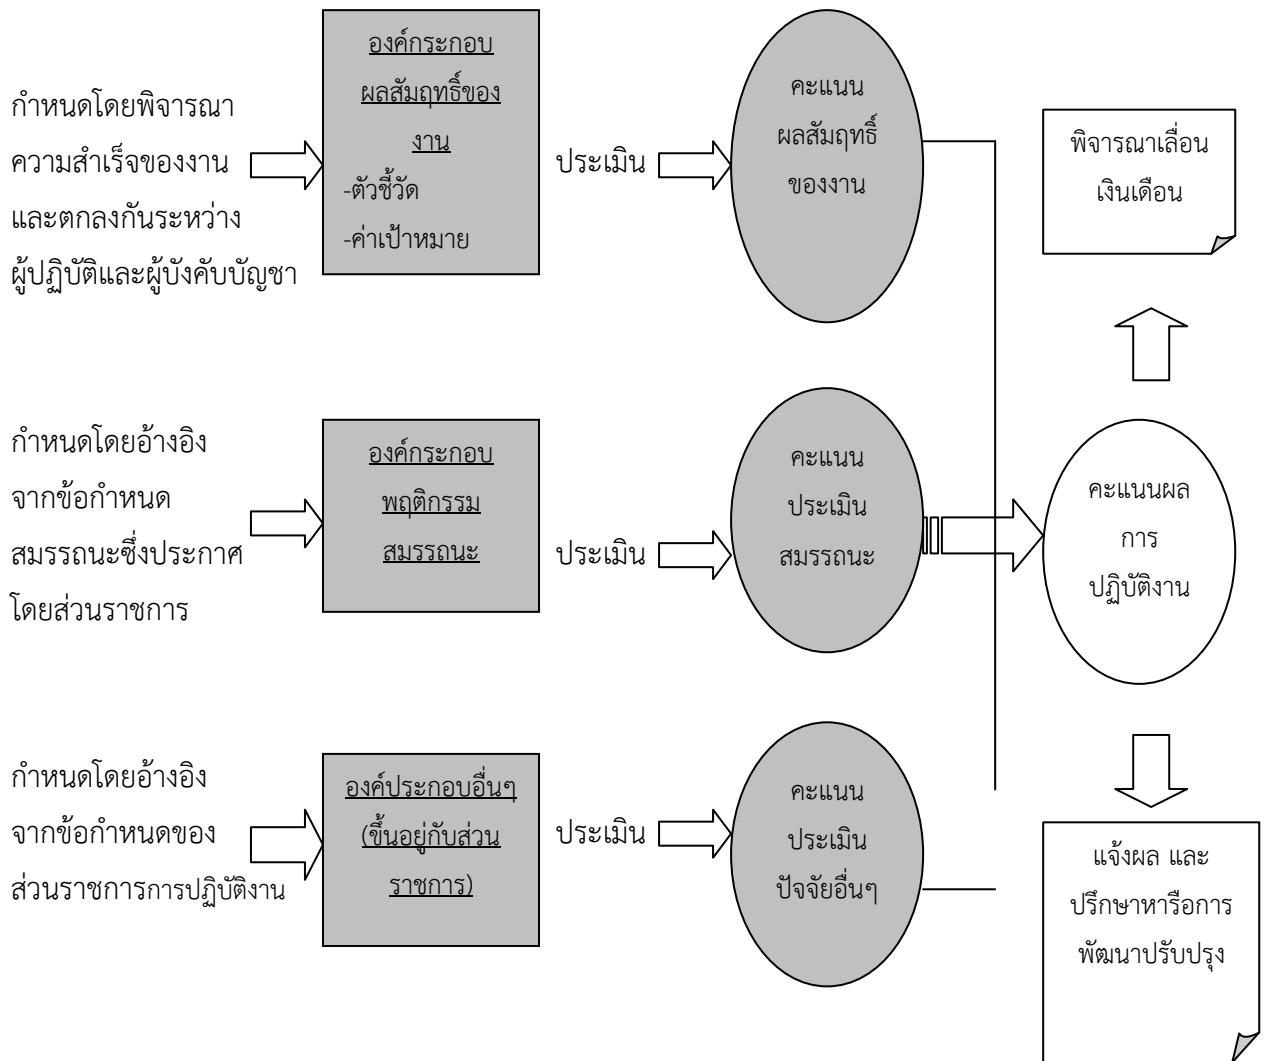 กำหนดโดยพิจารณา
ความสำเร็จของงาน
และตกลงกันระหว่าง
ผู้ปฏิบัติและผู้บังคับบัญชา
องค์กระกอบ
ผลสัมฤทธิ์ของ
งาน
-ตัวชี้วัด
-ค่าเป้าหมาย
ประเมิน
คะแนน
ผลสัมฤทธิ์
ของงาน
พิจารณาเลื่อน
เงินเดือน
กำหนดโดยอ้างอิง
จากข้อกำหนด
สมรรถนะซึ่งประกาศ
โดยส่วนราชการ
องค์กระกอบ
พฤติกรรม
สมรรถนะ
ประเมิน
คะแนน
ประเมิน
สมรรถนะ
คะแนนผล
การ
ปฏิบัติงาน
กำหนดโดยอ้างอิง
จากข้อกำหนดของ
ส่วนราชการการปฏิบัติงาน
องค์ประกอบอื่นๆ
(ขึ้นอยู่กับส่วน
ราชการ)
ประเมิน
คะแนน
ประเมิน
ปัจจัยอื่นๆ
แจ้งผล และ
ปรึกษาหารือการ
พัฒนาปรับปรุง